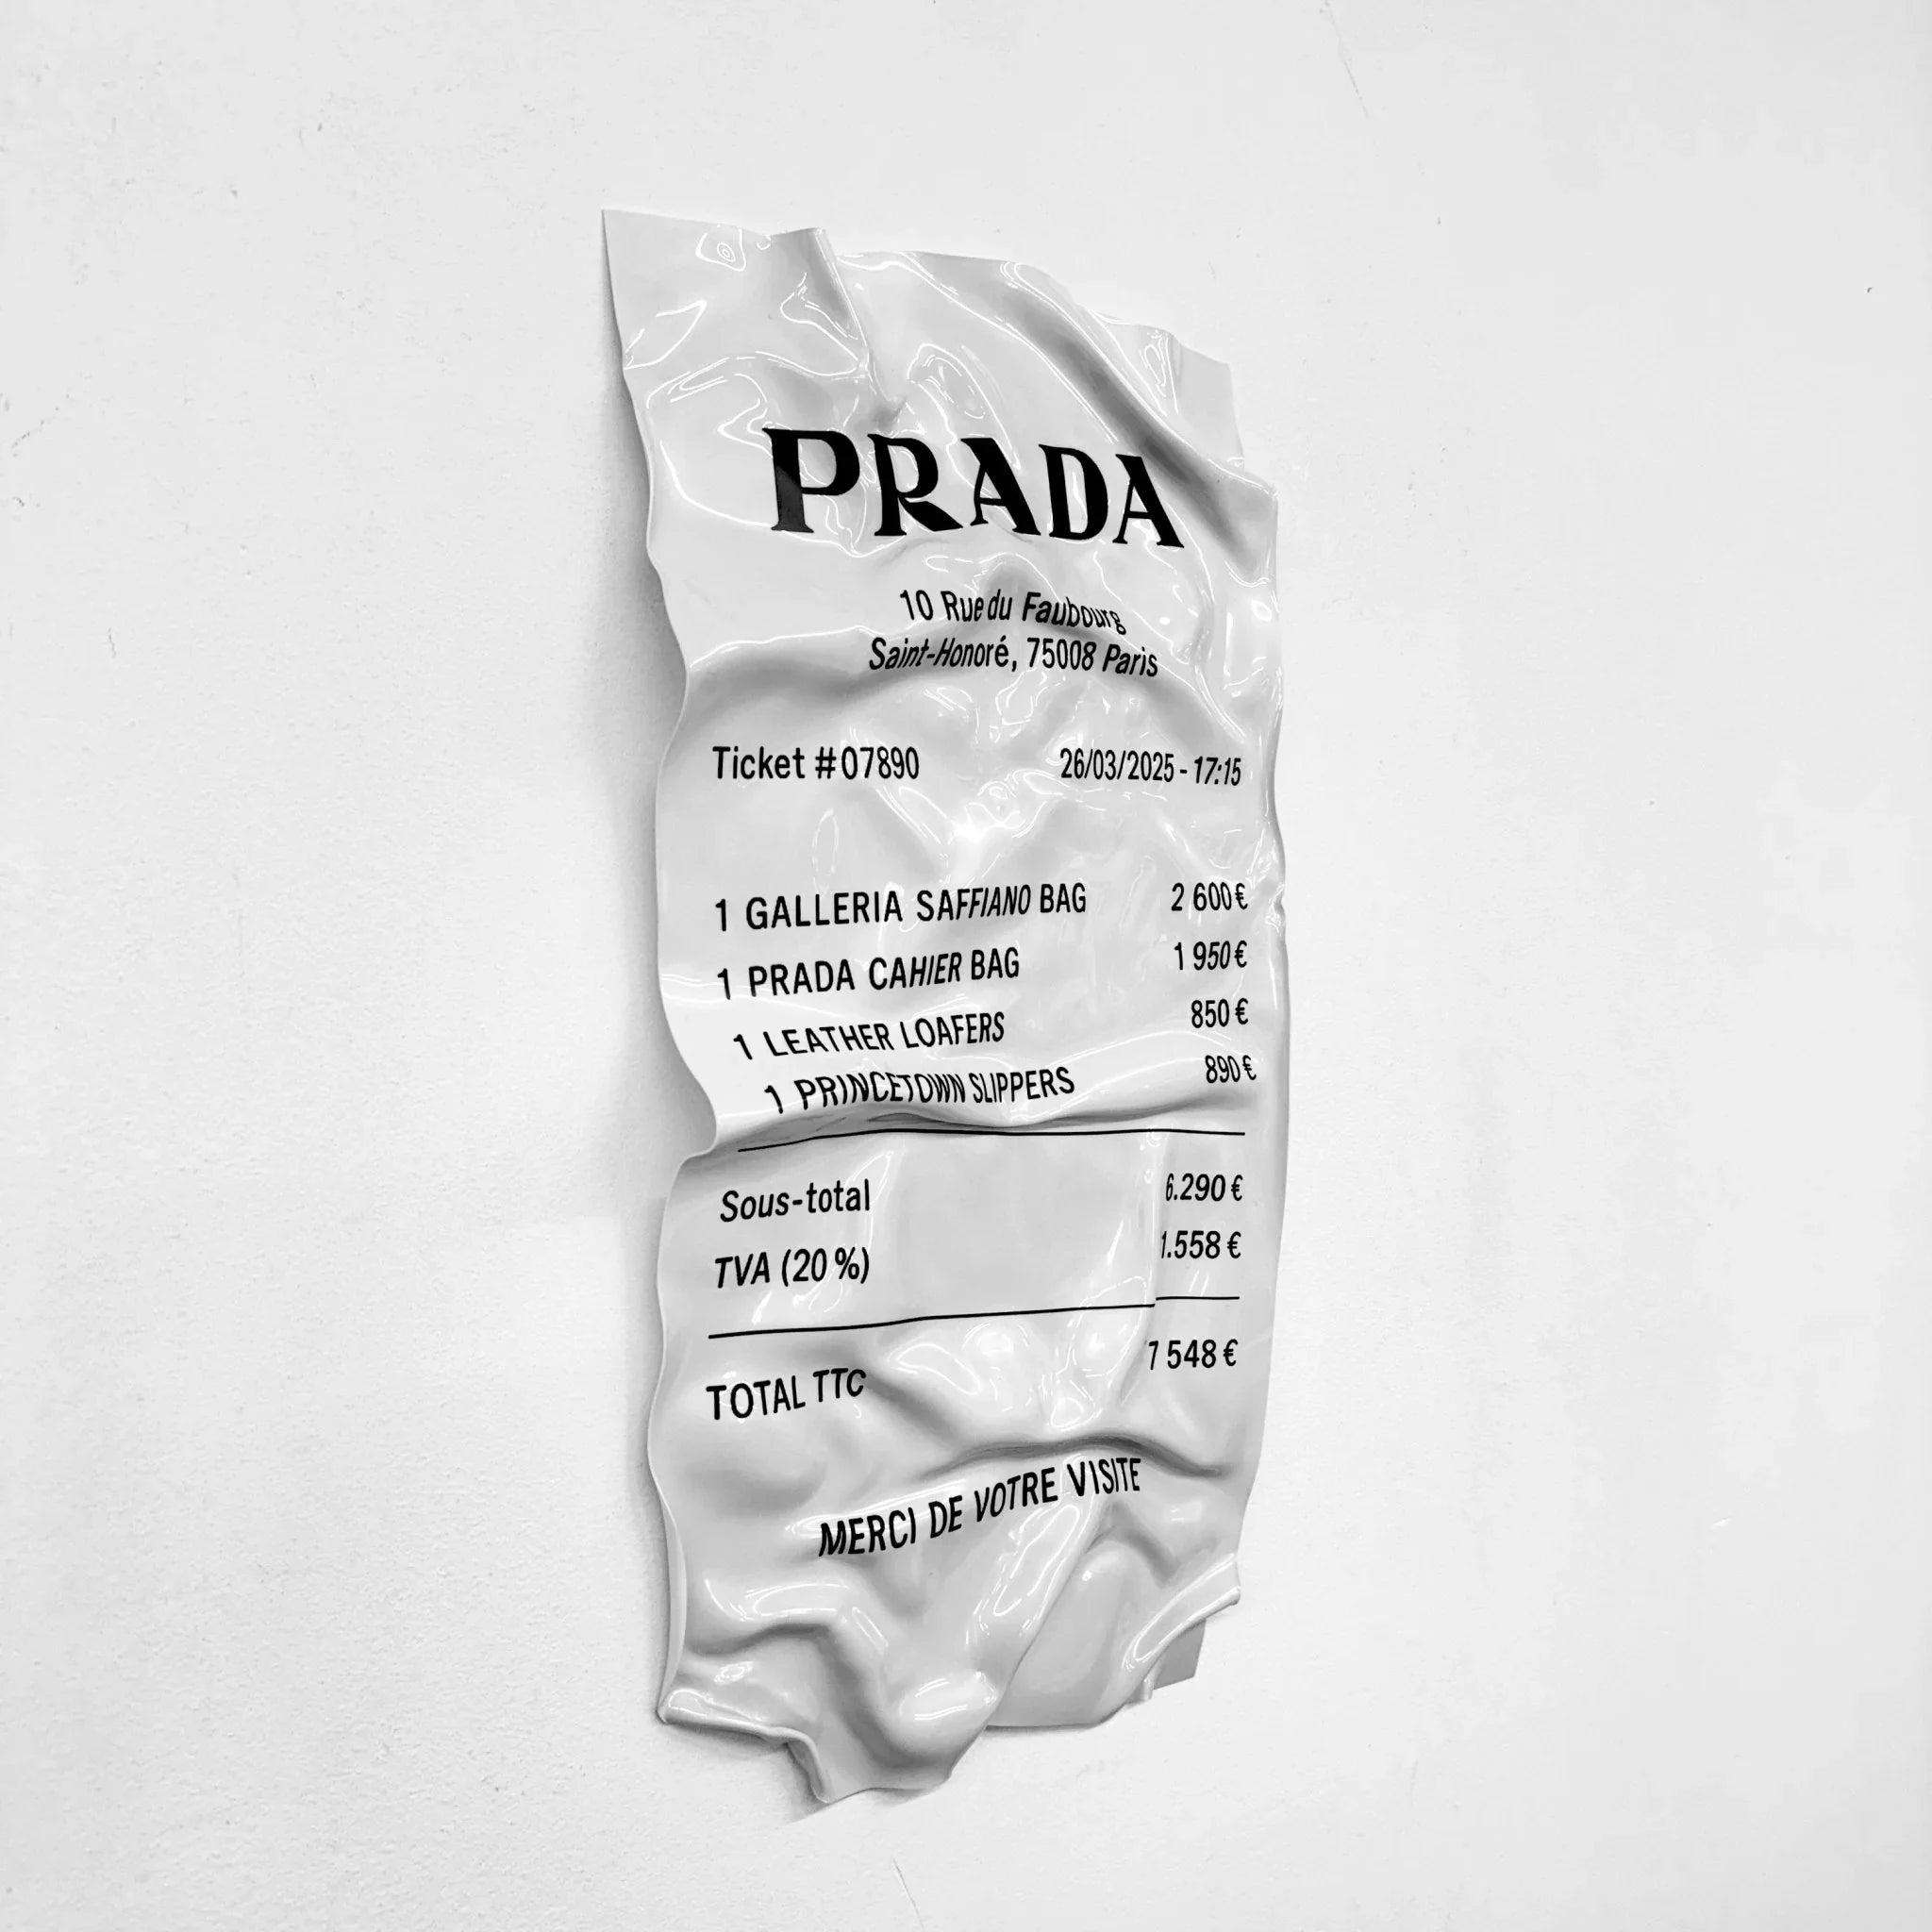 PRADA
10 Rue du Faubourg
Saint-Honoré, 75008 Paris
Ticket #07890 26/03/2025 - 17:15
1 GALLERIA SAFFIANO BAG 2 600 €
1 PRADA CAHIER BAG 1 950 €
1 LEATHER LOAFERS 850 €
1 PRINCETOWN SLIPPERS 890 €
Sous-total 6.290 €
TVA (20 %) 1.558 €
TOTAL TTC 7 548 €
MERCI DE VOTRE VISITE